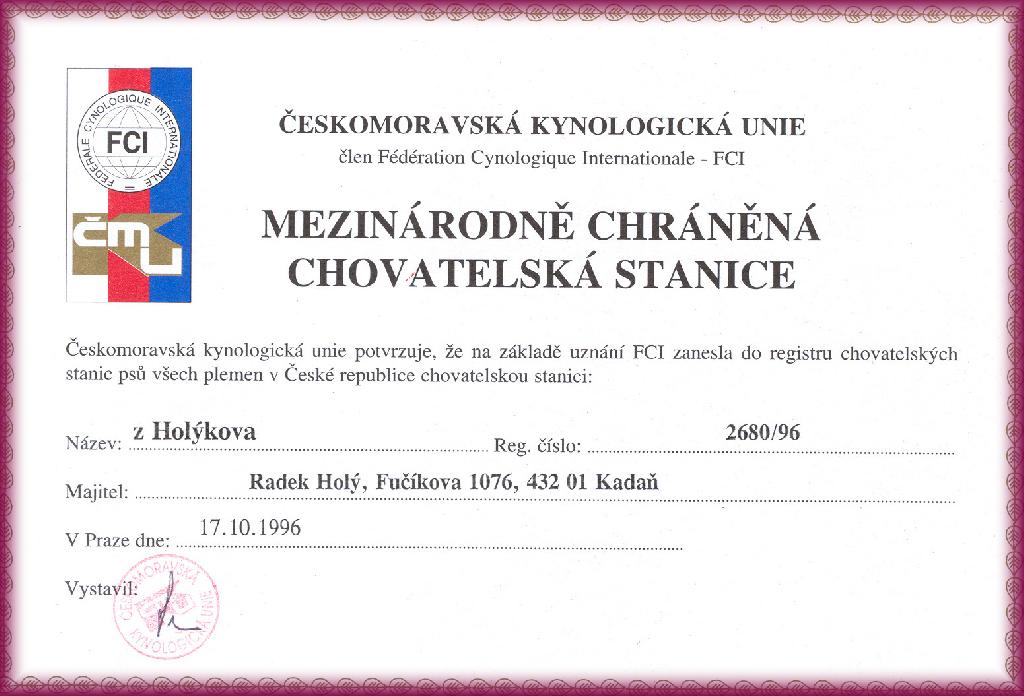 FEDERALE CYNOLOGIQUE INTERNATIONALE
FCI
čmu
ČESKOMORAVSKÁ KYNOLOGICKÁ UNIE
člen Fédération Cynologique Internationale - FCI
MEZINÁRODNĚ CHRÁNĚNÁ
CHOVATELSKÁ STANICE
Českomoravská kynologická unie potvrzuje, že na základě uznání FCI zanesla do registru chovatelských
stanic psů všech plemen v České republice chovatelskou stanici:
Název: z Holýkova Reg. číslo: 2680/96
Majitel: Radek Holý, Fučíkova 1076, 432 01 Kadaň
V Praze dne: 17.10.1996
Vystavil:
ČESKOMORAVSKÁ KYNOLOGICKÁ UNIE